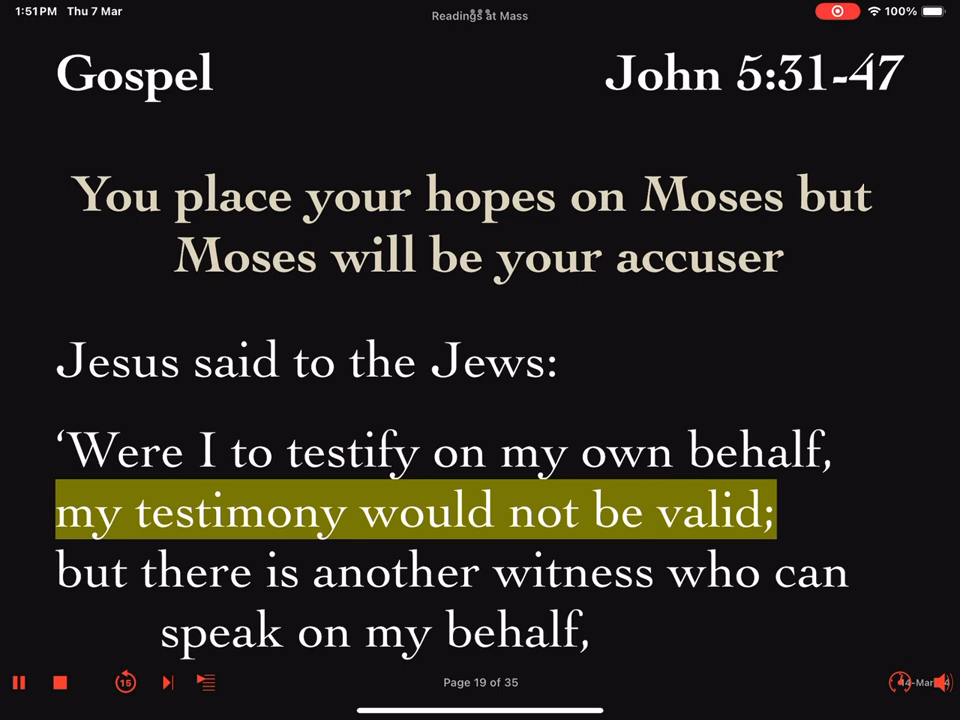 1:51 PM Thu 7 Mar
Readings at Mass
100%
Gospel
John 5:31-47
You place your hopes on Moses but
Moses will be your accuser
Jesus said to the Jews:
‘Were I to testify on my own behalf,
my testimony would not be valid;
but there is another witness who can
speak on my behalf,
15
Page 19 of 35